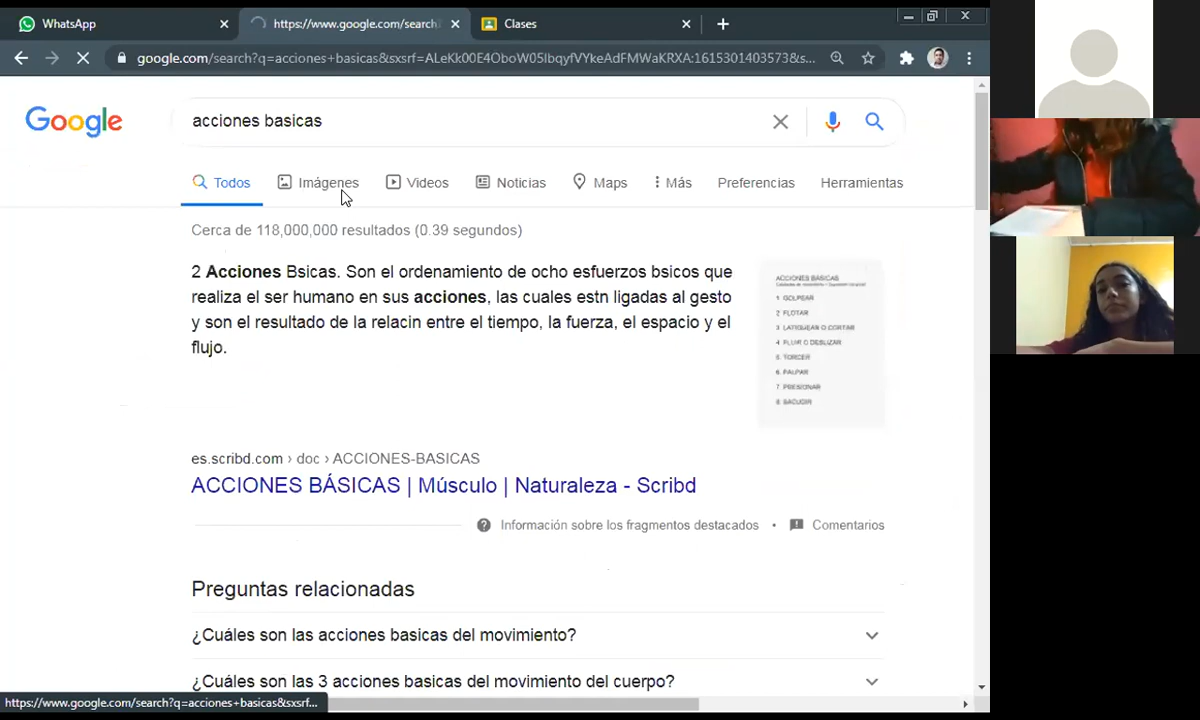 WhatsApp
https://www.google.com/search
Clases
google.com/search?q=acciones+basicas&sxsrf=ALeKk00E4OboW05IbqyfVYkeAdFMWaKRXA:1615301403573&s...
Google
acciones basicas
Todos
Imágenes
Videos
Noticias
Maps
Más
Preferencias
Herramientas
Cerca de 118,000,000 resultados (0.39 segundos)
2 Acciones Bsicas. Son el ordenamiento de ocho esfuerzos bsicos que
realiza el ser humano en sus acciones, las cuales estn ligadas al gesto
y son el resultado de la relacin entre el tiempo, la fuerza, el espacio y el
flujo.
ACCIONES BÁSICAS
1 GOLPEAR
2 FLOTAR
3 LATIGUEAR O CORTAR
4 FLUIR O DESLIZAR
5. TORCER
6. PALPAR
7. PRESIONAR
8. SACUDIR
es.scribd.com › doc › ACCIONES-BASICAS
ACCIONES BÁSICAS | Músculo | Naturaleza - Scribd
Información sobre los fragmentos destacados
Comentarios
Preguntas relacionadas
¿Cuáles son las acciones basicas del movimiento?
¿Cuáles son las 3 acciones basicas del movimiento del cuerpo?
https://www.google.com/search?q=acciones+basicas&sxsrf...